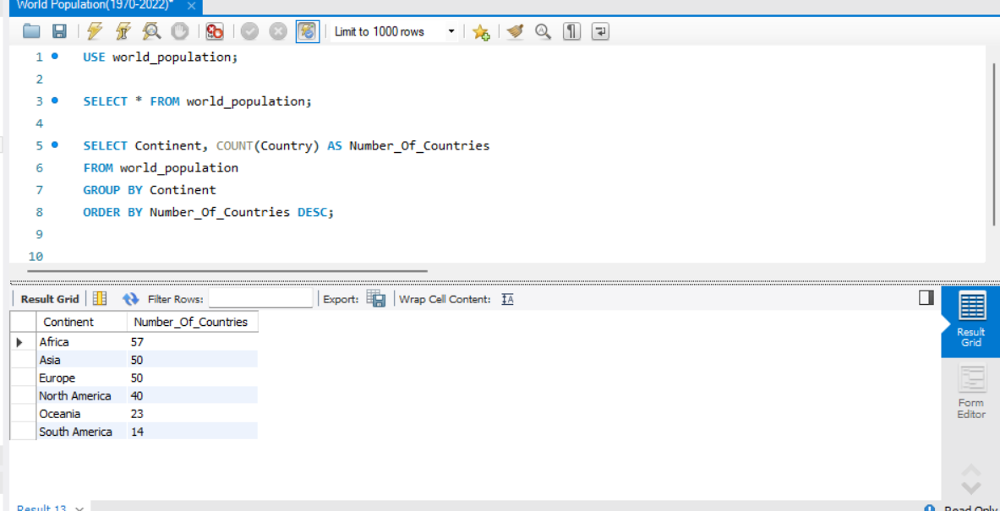 World Population(1970-2022)*
Limit to 1000 rows
1 USE world_population;
2
3 SELECT * FROM world_population;
4
5 SELECT Continent, COUNT(Country) AS Number_Of_Countries
6 FROM world_population
7 GROUP BY Continent
8 ORDER BY Number_Of_Countries DESC;
9
10
Result Grid Filter Rows: Export: Wrap Cell Content: IA
Continent Number_Of_Countries
Africa 57
Asia 50
Europe 50
North America 40
Oceania 23
South America 14
Result
Grid
Form
Editor
Result 13
Read Only